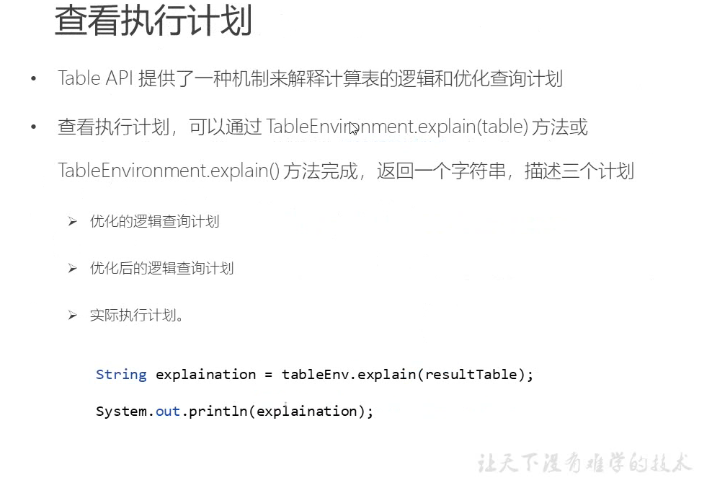 查看执行计划
• Table API 提供了一种机制来解释计算表的逻辑和优化查询计划
• 查看执行计划，可以通过 TableEnvironment.explain(table) 方法或
TableEnvironment.explain() 方法完成，返回一个字符串，描述三个计划
➢ 优化的逻辑查询计划
➢ 优化后的逻辑查询计划
➢ 实际执行计划。
String explaination = tableEnv.explain(resultTable);
System.out.println(explaination);
让天下没有难学的技术